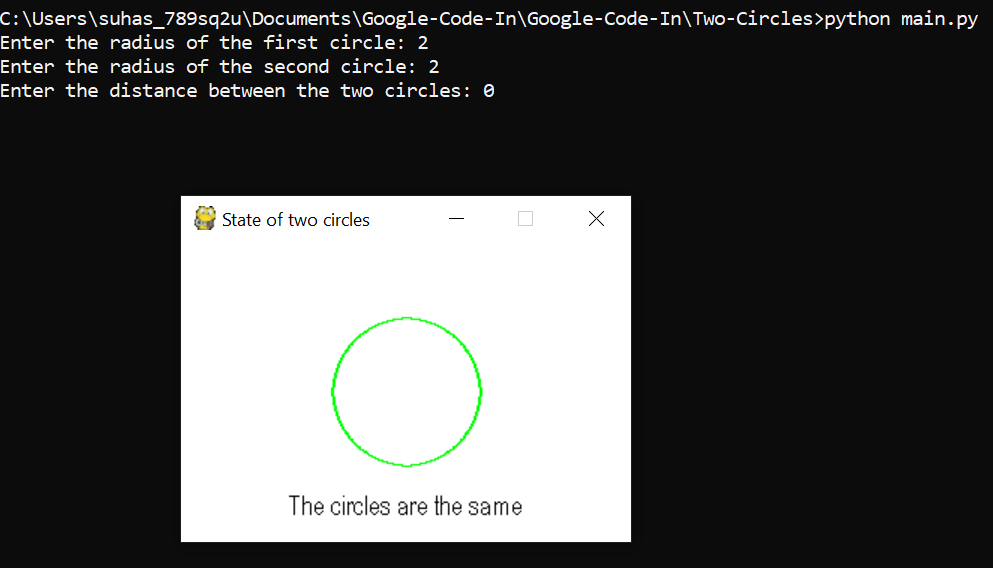 C:\Users\suhas_789sq2u\Documents\Google-Code-In\Google-Code-In\Two-Circles>python main.py
Enter the radius of the first circle: 2
Enter the radius of the second circle: 2
Enter the distance between the two circles: 0
State of two circles
The circles are the same